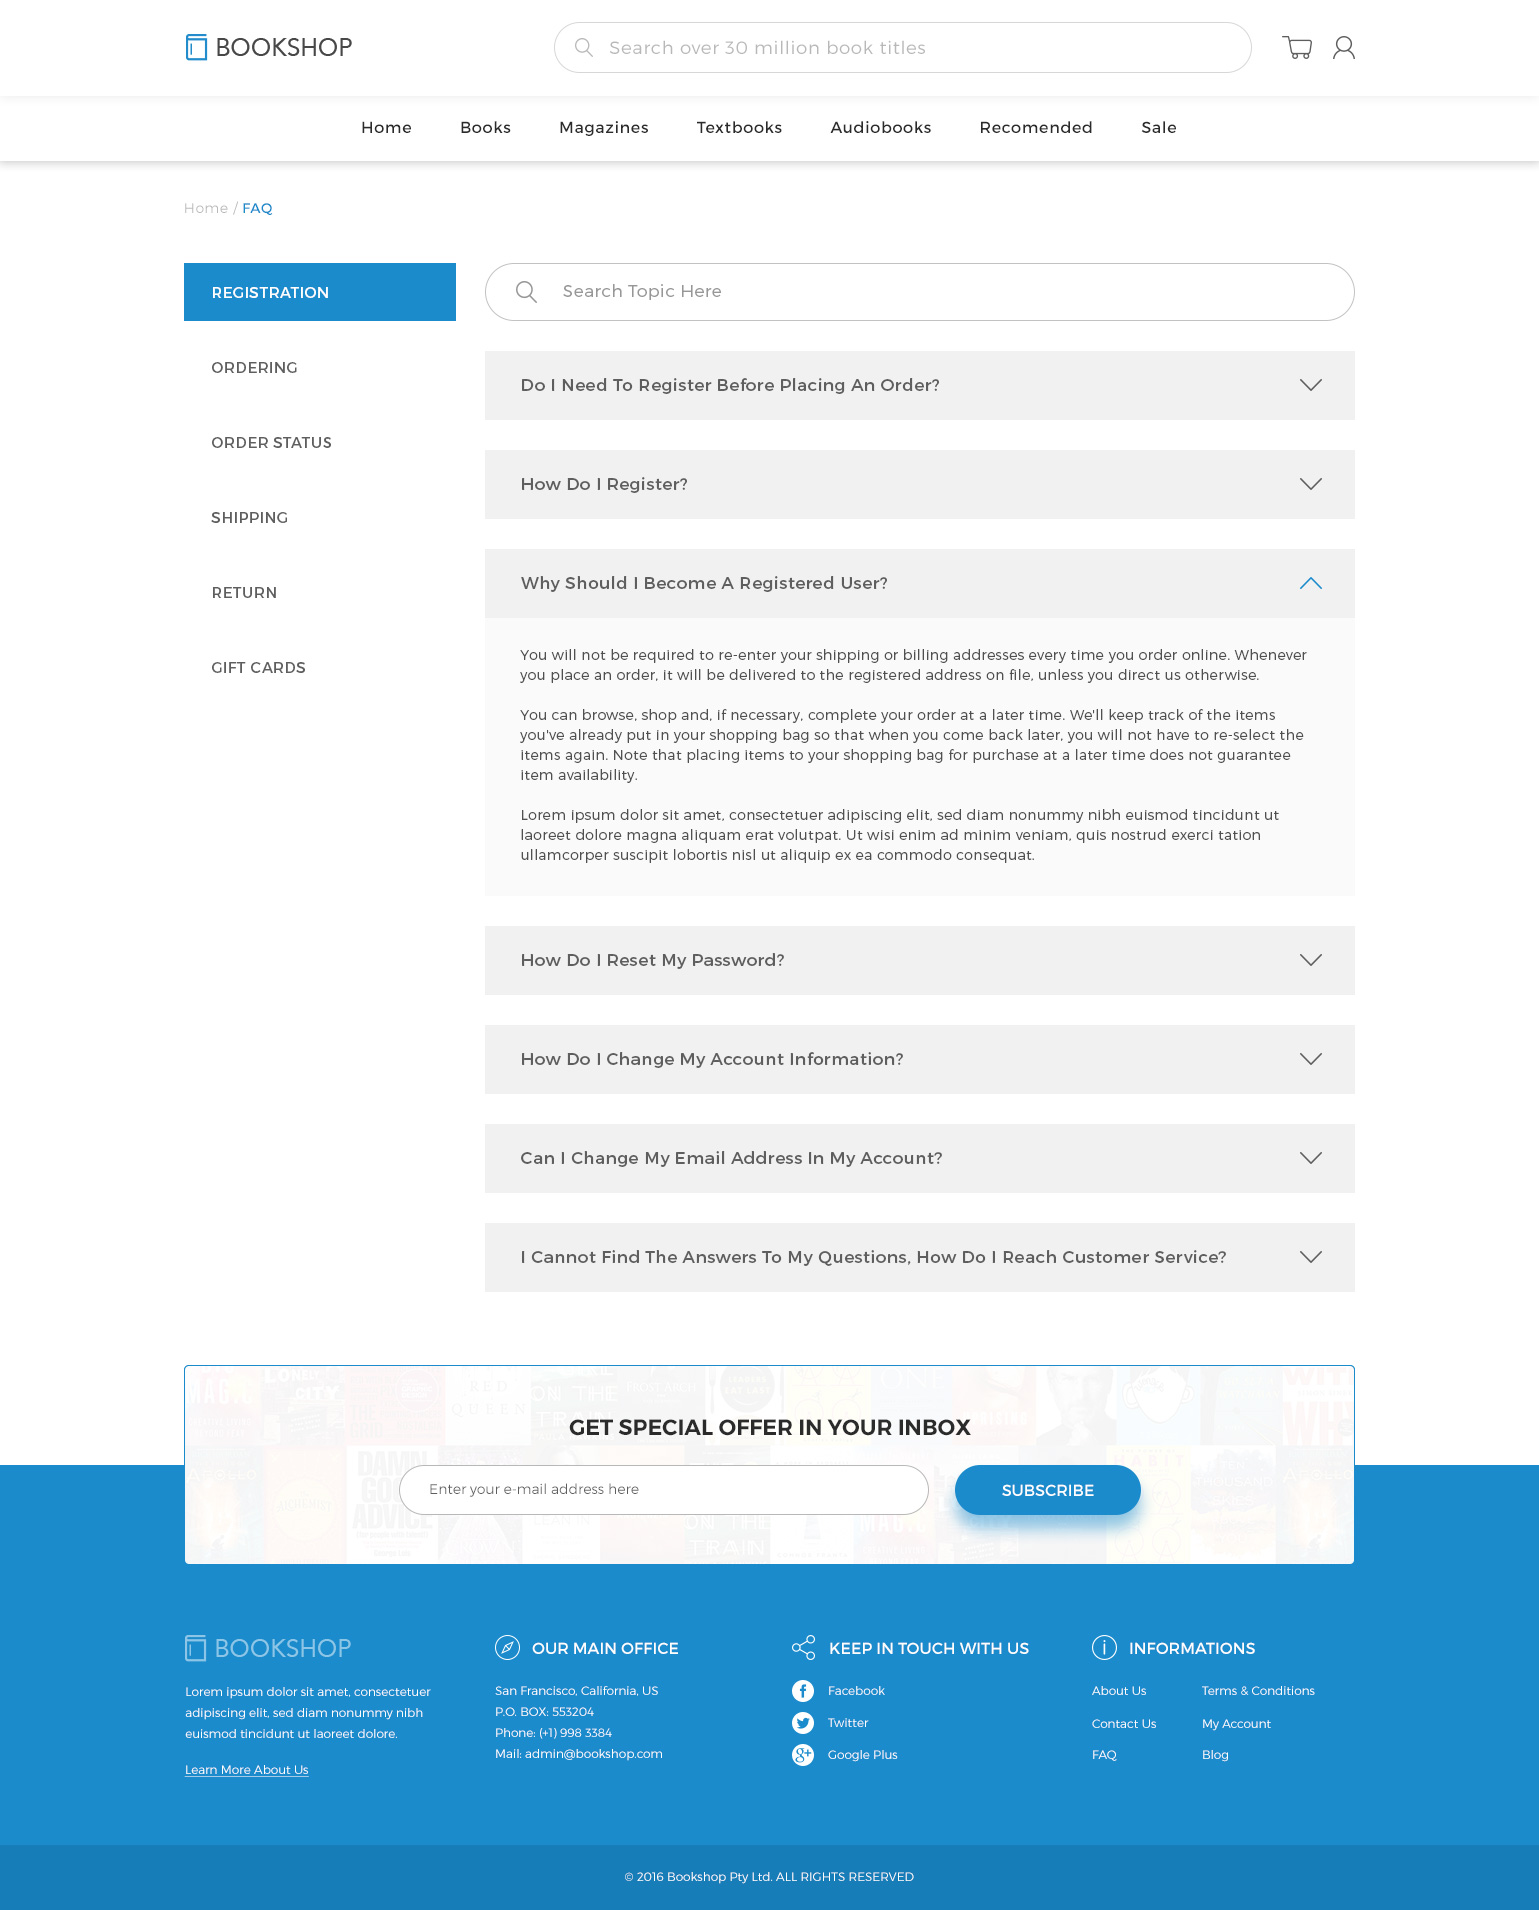 BOOKSHOP
Search over 30 million book titles
Home Books Magazines Textbooks Audiobooks Recomended Sale
Home / FAQ
REGISTRATION
ORDERING
ORDER STATUS
SHIPPING
RETURN
GIFT CARDS
Search Topic Here
Do I Need To Register Before Placing An Order?
How Do I Register?
Why Should I Become A Registered User?
You will not be required to re-enter your shipping or billing addresses every time you order online. Whenever
you place an order, it will be delivered to the registered address on file, unless you direct us otherwise.
You can browse, shop and, if necessary, complete your order at a later time. We'll keep track of the items
you've already put in your shopping bag so that when you come back later, you will not have to re-select the
items again. Note that placing items to your shopping bag for purchase at a later time does not guarantee
item availability.
Lorem ipsum dolor sit amet, consectetuer adipiscing elit, sed diam nonummy nibh euismod tincidunt ut
laoreet dolore magna aliquam erat volutpat. Ut wisi enim ad minim veniam, quis nostrud exerci tation
ullamcorper suscipit lobortis nisl ut aliquip ex ea commodo consequat.
How Do I Reset My Password?
How Do I Change My Account Information?
Can I Change My Email Address In My Account?
I Cannot Find The Answers To My Questions, How Do I Reach Customer Service?
RED
QUEEN
ON THE
DAMN
GOOD
ADVICE
HABIT
GET SPECIAL OFFER IN YOUR INBOX
Enter your e-mail address here
SUBSCRIBE
ON THE
TRAIN
BOOKSHOP
Lorem ipsum dolor sit amet, consectetuer
adipiscing elit, sed diam nonummy nibh
euismod tincidunt ut laoreet dolore.
Learn More About Us
OUR MAIN OFFICE
San Francisco, California, US
P.O. BOX: 553204
Phone: (+1) 998 3384
Mail: admin@bookshop.com
KEEP IN TOUCH WITH US
Facebook
Twitter
Google Plus
INFORMATIONS
About Us Terms & Conditions
Contact Us My Account
FAQ Blog
© 2016 Bookshop Pty Ltd. ALL RIGHTS RESERVED